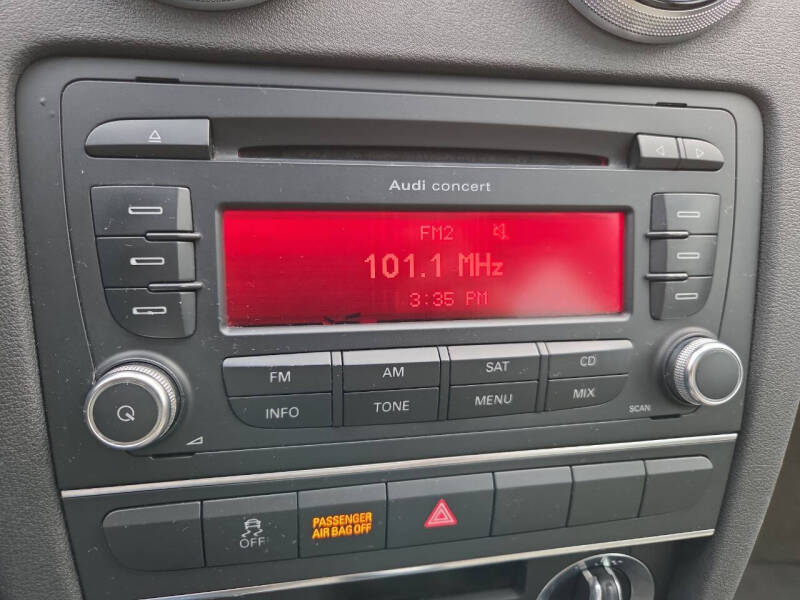 Audi concert
FM2
101.1 MHz
3:35 PM
FM
AM
SAT
CD
INFO
TONE
MENU
MIX
SCAN
OFF
PASSENGER
AIR BAG OFF